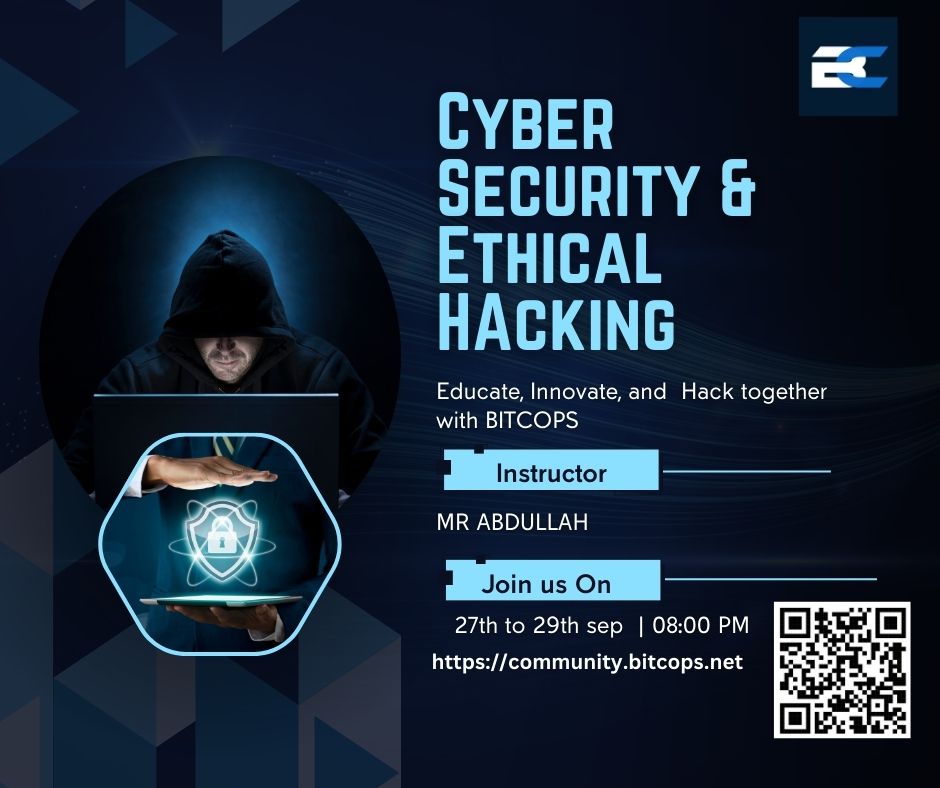 BC
CYBER
SECURITY &
ETHICAL
HACKING
Educate, Innovate, and Hack together
with BITCOPS
Instructor
MR ABDULLAH
Join us On
27th to 29th sep | 08:00 PM
https://community.bitcops.net